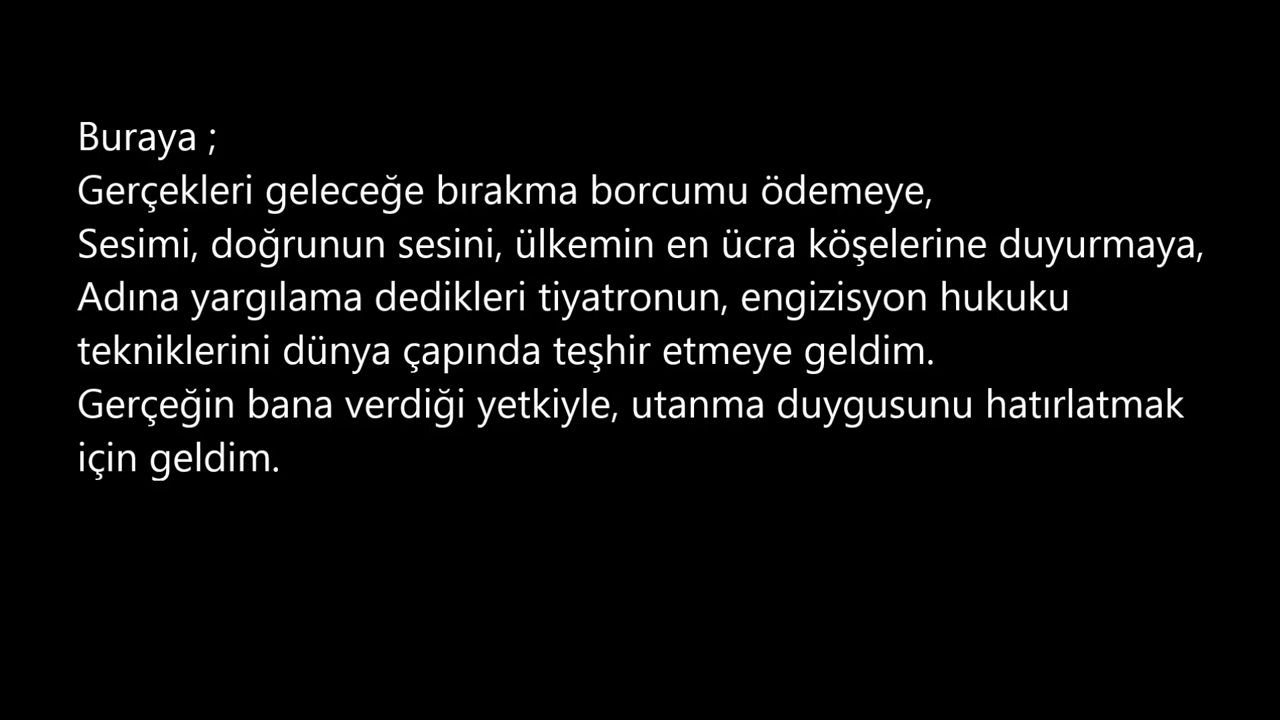 Buraya ;
Gerçekleri geleceğe bırakma borcumu ödemeye,
Sesimi, doğrunun sesini, ülkemin en ücra köşelerine duyurmaya,
Adına yargılama dedikleri tiyatronun, engizisyon hukuku
tekniklerini dünya çapında teşhir etmeye geldim.
Gerçeğin bana verdiği yetkiyle, utanma duygusunu hatırlatmak
için geldim.